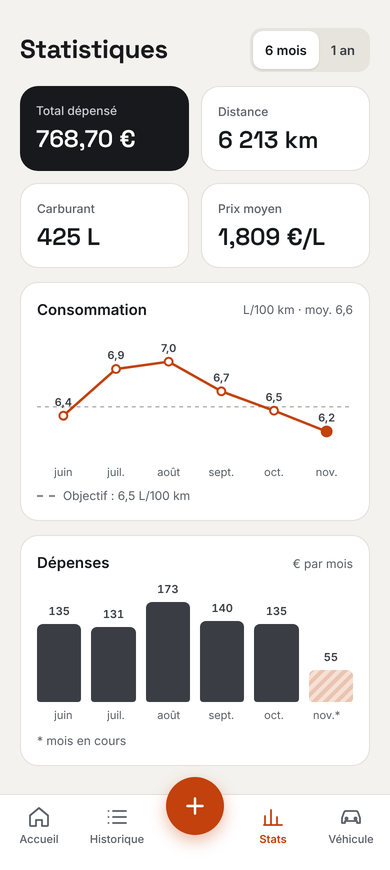 Statistiques
6 mois 1 an
Total dépensé
768,70 €
Distance
6 213 km
Carburant
425 L
Prix moyen
1,809 €/L
Consommation L/100 km · moy. 6,6
6,4 6,9 7,0 6,7 6,5 6,2
juin juil. août sept. oct. nov.
Objectif : 6,5 L/100 km
Dépenses € par mois
135 131 173 140 135 55
juin juil. août sept. oct. nov.*
* mois en cours
Accueil Historique Stats Véhicule